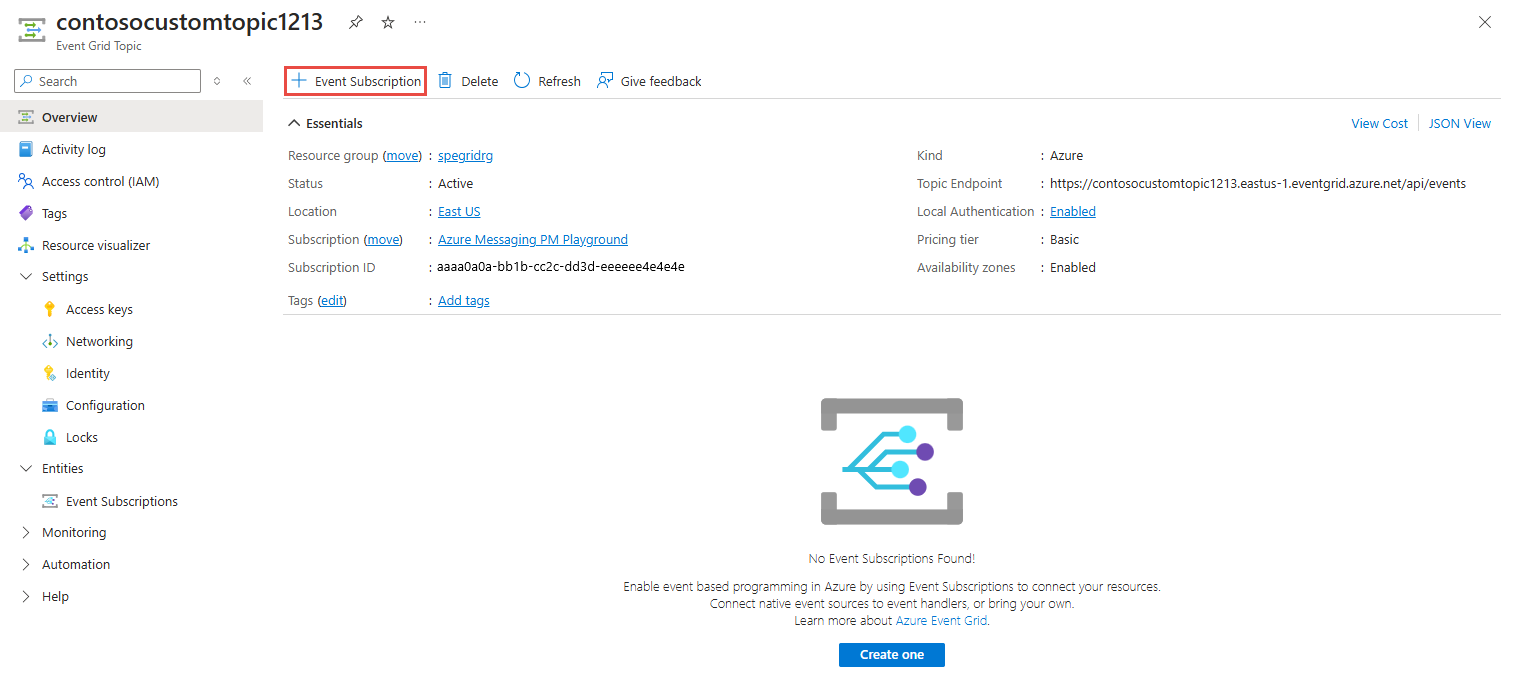 contosocustomtopic1213
Event Grid Topic
Search
Overview
Activity log
Access control (IAM)
Tags
Resource visualizer
Settings
Access keys
Networking
Identity
Configuration
Locks
Entities
Event Subscriptions
Monitoring
Automation
Help
Event Subscription Delete Refresh Give feedback
Essentials View Cost JSON View
Resource group (move) : spegridrg
Status : Active
Location : East US
Subscription (move) : Azure Messaging PM Playground
Subscription ID : aaaa0a0a-bb1b-cc2c-dd3d-eeeeee4e4e4e
Tags (edit) : Add tags
Kind : Azure
Topic Endpoint : https://contosocustomtopic1213.eastus-1.eventgrid.azure.net/api/events
Local Authentication : Enabled
Pricing tier : Basic
Availability zones : Enabled
No Event Subscriptions Found!
Enable event based programming in Azure by using Event Subscriptions to connect your resources.
Connect native event sources to event handlers, or bring your own.
Learn more about Azure Event Grid.
Create one